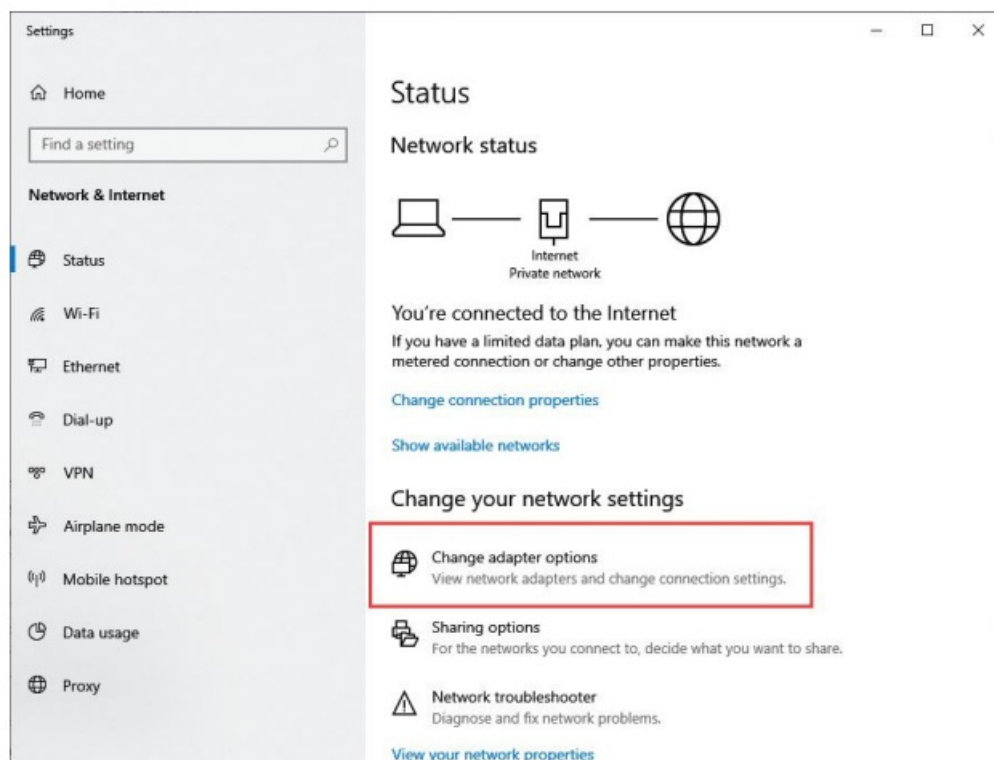 Settings
Home
Find a setting
Network & Internet
Status
Wi-Fi
Ethernet
Dial-up
VPN
Airplane mode
Mobile hotspot
Data usage
Proxy
Status
Network status
Internet
Private network
You're connected to the Internet
If you have a limited data plan, you can make this network a
metered connection or change other properties.
Change connection properties
Show available networks
Change your network settings
Change adapter options
View network adapters and change connection settings.
Sharing options
For the networks you connect to, decide what you want to share.
Network troubleshooter
Diagnose and fix network problems.
View your network properties